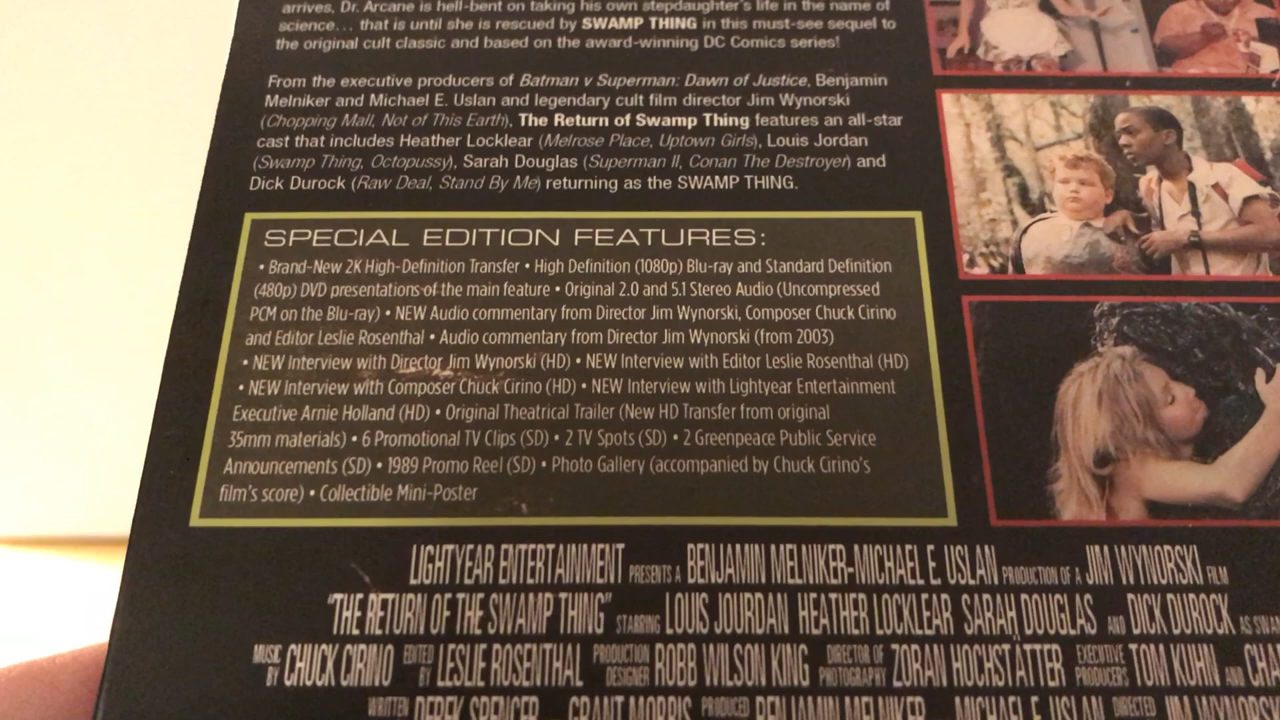 arrives, Dr. Arcane is hell-bent on taking his own stepdaughter's life in the name of
science... that is until she is rescued by SWAMP THING in this must-see sequel to
the original cult classic and based on the award-winning DC Comics series!
From the executive producers of Batman v Superman: Dawn of Justice, Benjamin
Melniker and Michael E. Uslan and legendary cult film director Jim Wynorski
(Chopping Mall, Not of This Earth), The Return of Swamp Thing features an all-star
cast that includes Heather Locklear (Melrose Place, Uptown Girls), Louis Jordan
(Swamp Thing, Octopussy), Sarah Douglas (Superman II, Conan The Destroyer) and
Dick Durock (Raw Deal, Stand By Me) returning as the SWAMP THING.
SPECIAL EDITION FEATURES:
• Brand-New 2K High-Definition Transfer • High Definition (1080p) Blu-ray and Standard Definition
(480p) DVD presentations of the main feature • Original 2.0 and 5.1 Stereo Audio (Uncompressed
PCM on the Blu-ray) • NEW Audio commentary from Director Jim Wynorski, Composer Chuck Cirino
and Editor Leslie Rosenthal • Audio commentary from Director Jim Wynorski (from 2003)
• NEW Interview with Director Jim Wynorski (HD) • NEW Interview with Editor Leslie Rosenthal (HD)
• NEW Interview with Composer Chuck Cirino (HD) • NEW Interview with Lightyear Entertainment
Executive Arnie Holland (HD) • Original Theatrical Trailer (New HD Transfer from original
35mm materials) • 6 Promotional TV Clips (SD) • 2 TV Spots (SD) • 2 Greenpeace Public Service
Announcements (SD) • 1989 Promo Reel (SD) • Photo Gallery (accompanied by Chuck Cirino's
film's score) • Collectible Mini-Poster
LIGHTYEAR ENTERTAINMENT PRESENTS A BENJAMIN MELNIKER-MICHAEL E. USLAN PRODUCTION OF A JIM WYNORSKI FILM
"THE RETURN OF THE SWAMP THING" STARRING LOUIS JOURDAN HEATHER LOCKLEAR SARAH DOUGLAS AND DICK DUROCK AS
MUSIC BY CHUCK CIRINO EDITED BY LESLIE ROSENTHAL PRODUCTION DESIGNER ROBB WILSON KING DIRECTOR OF PHOTOGRAPHY ZORAN HOCHSTÄTTER EXECUTIVE PRODUCERS TOM KUHN AND
WRITTEN DEREK SPENCER GRANT MORRIS PRODUCED BENJAMIN MELNIKER MICHAEL E. USLAN DIRECTED JIM WYNORSKI